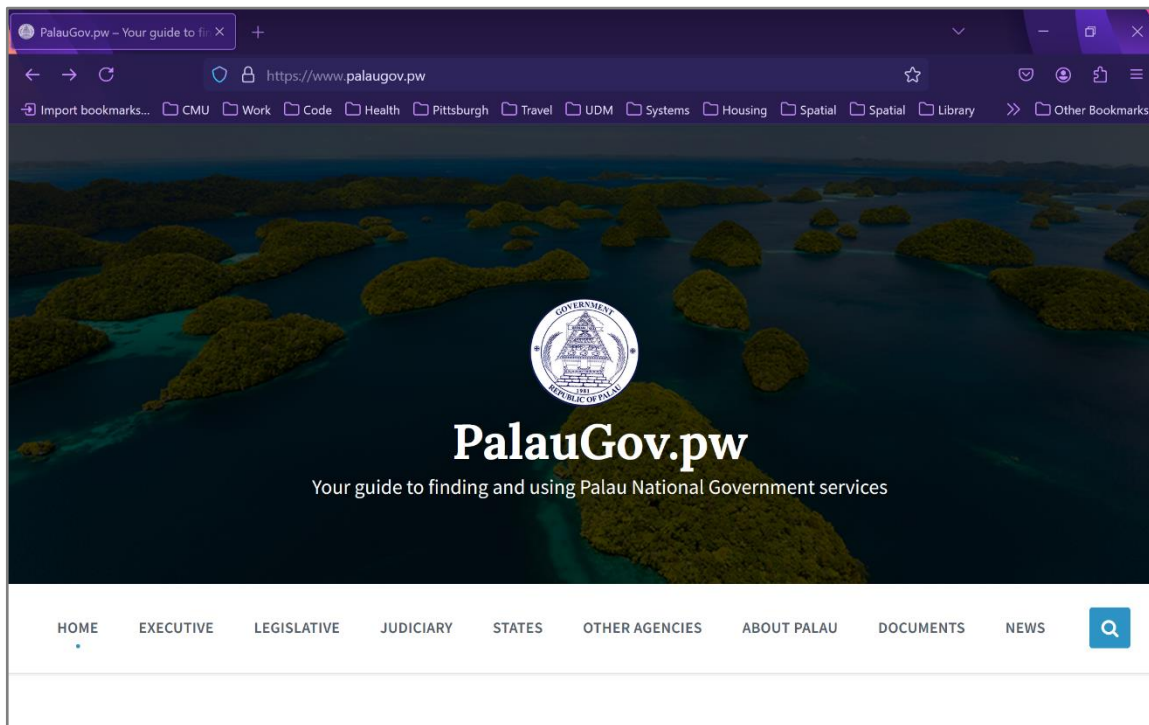 PalauGov.pw – Your guide to fin
https://www.palaugov.pw
Import bookmarks... CMU Work Code Health Pittsburgh Travel UDM Systems Housing Spatial Spatial Library Other Bookmarks
GOVERNMENT
1981
REPUBLIC OF PALAU
PalauGov.pw
Your guide to finding and using Palau National Government services
HOME EXECUTIVE LEGISLATIVE JUDICIARY STATES OTHER AGENCIES ABOUT PALAU DOCUMENTS NEWS